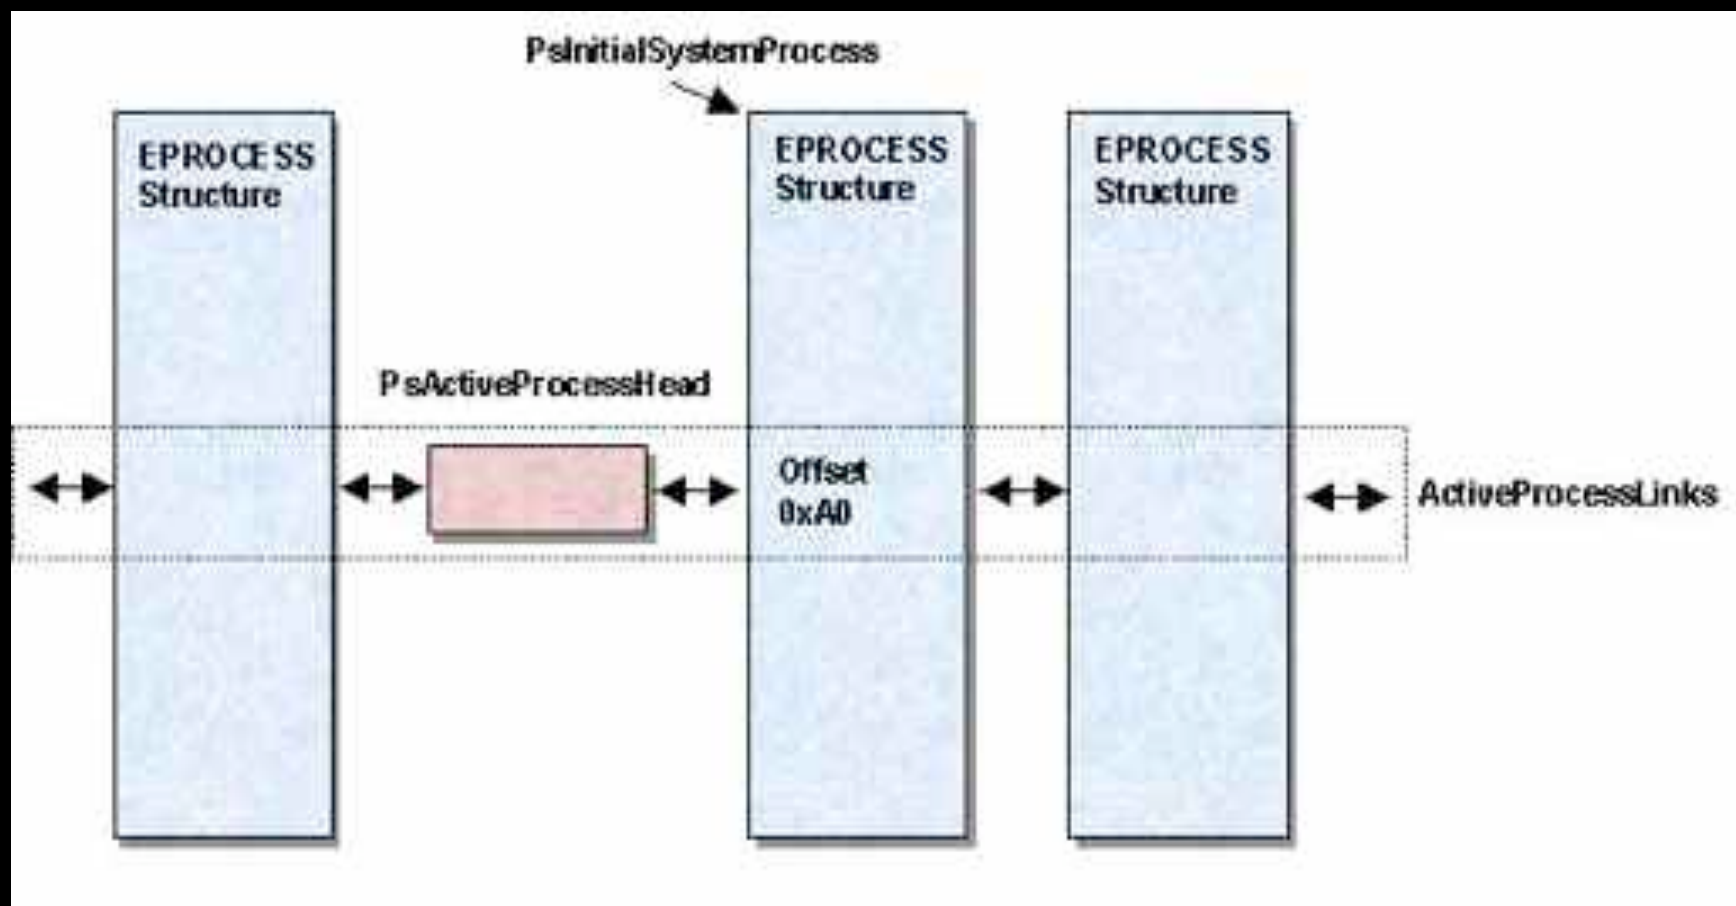 PsInitialSystemProcess
EPROCESS
Structure
EPROCESS
Structure
EPROCESS
Structure
PsActiveProcessHead
Offset
0xA0
ActiveProcessLinks